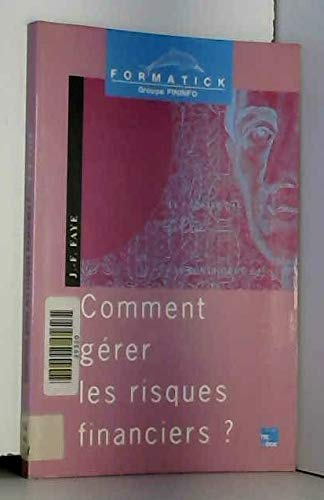 FORMATICK
Groupe FININFO
J.-F. FAYE
Comment
gérer
les risques
financiers ?